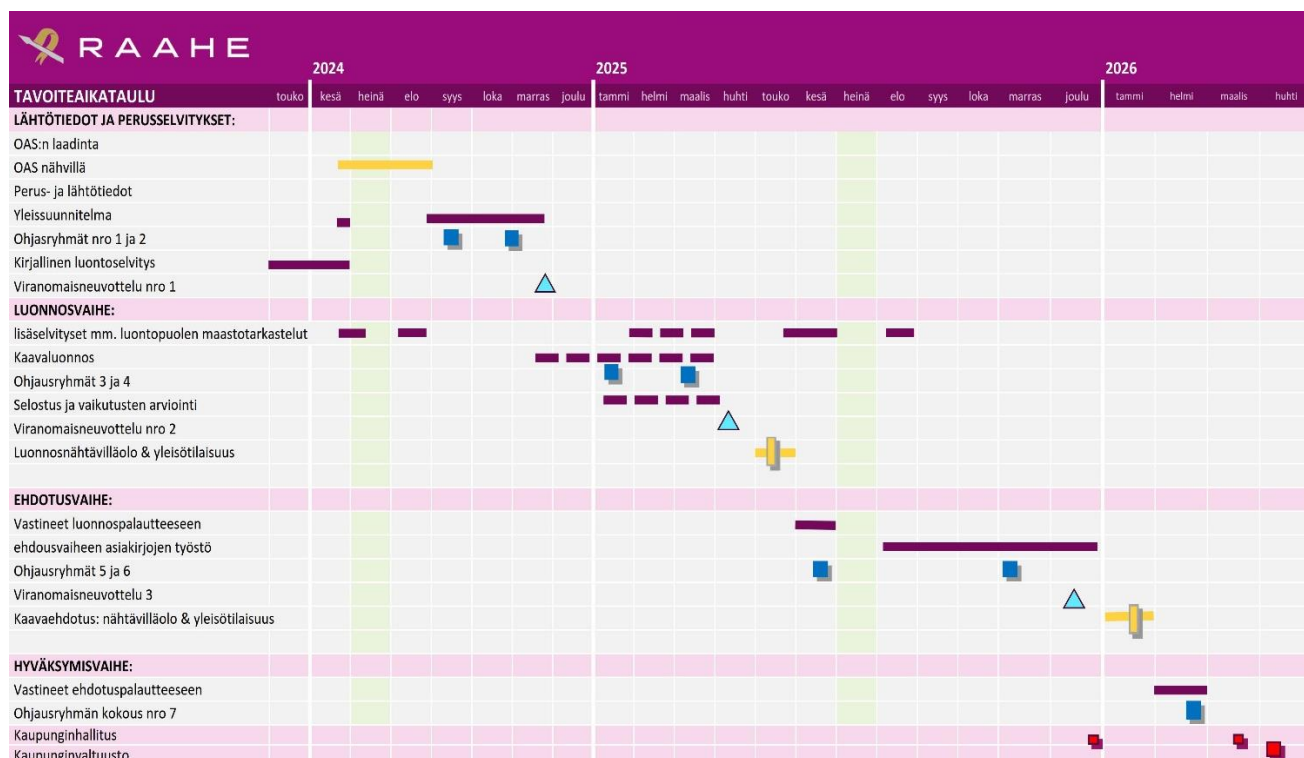 RAAHE
2024 2025 2026
TAVOITEAIKATAULU touko kesä heinä elo syys loka marras joulu tammi helmi maalis huhti touko kesä heinä elo syys loka marras joulu tammi helmi maalis huhti
LÄHTÖTIEDOT JA PERUSSELVITYKSET:
OAS:n laadinta
OAS nähvillä
Perus- ja lähtötiedot
Yleissuunnitelma
Ohjasryhmät nro 1 ja 2
Kirjallinen luontoselvitys
Viranomaisneuvottelu nro 1
LUONNOSVAIHE:
lisäselvityset mm. luontopuolen maastotarkastelut
Kaavaluonnos
Ohjausryhmät 3 ja 4
Selostus ja vaikutusten arviointi
Viranomaisneuvottelu nro 2
Luonnosnähtävilläolo & yleisötilaisuus
EHDOTUSVAIHE:
Vastineet luonnospalautteeseen
ehdousvaiheen asiakirjojen työstö
Ohjausryhmät 5 ja 6
Viranomaisneuvottelu 3
Kaavaehdotus: nähtävilläolo & yleisötilaisuus
HYVÄKSYMISVAIHE:
Vastineet ehdotuspalautteeseen
Ohjausryhmän kokous nro 7
Kaupunginhallitus
Kaupunginvaltuusto